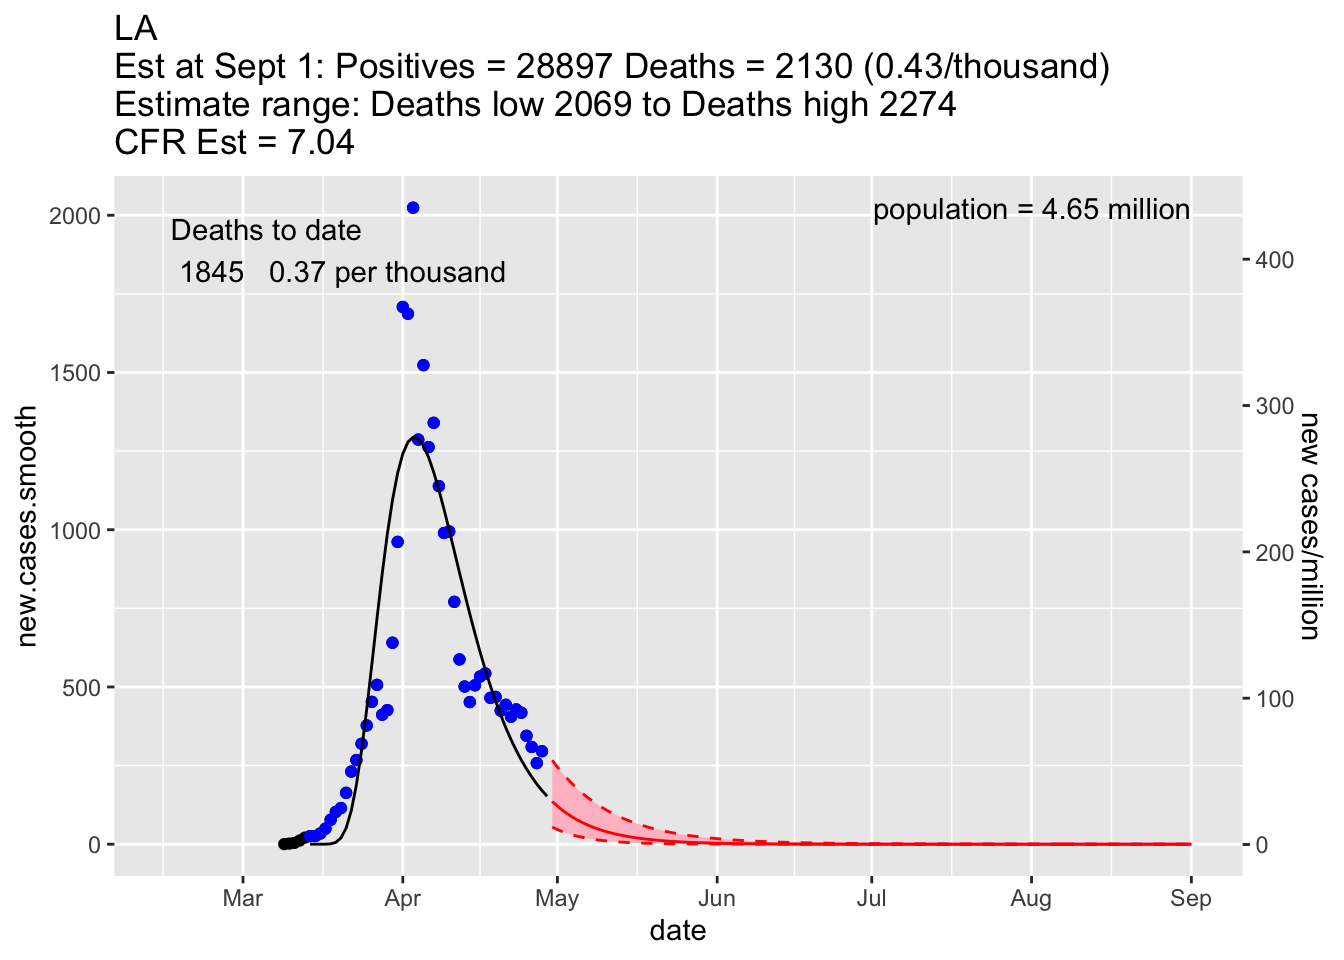 LA
Est at Sept 1: Positives = 28897 Deaths = 2130 (0.43/thousand)
Estimate range: Deaths low 2069 to Deaths high 2274
CFR Est = 7.04
population = 4.65 million
Deaths to date
1845 0.37 per thousand
2000
1500
1000
500
0
new.cases.smooth
400
300
200
100
0
new cases/million
Mar
Apr
May
Jun
Jul
Aug
Sep
date